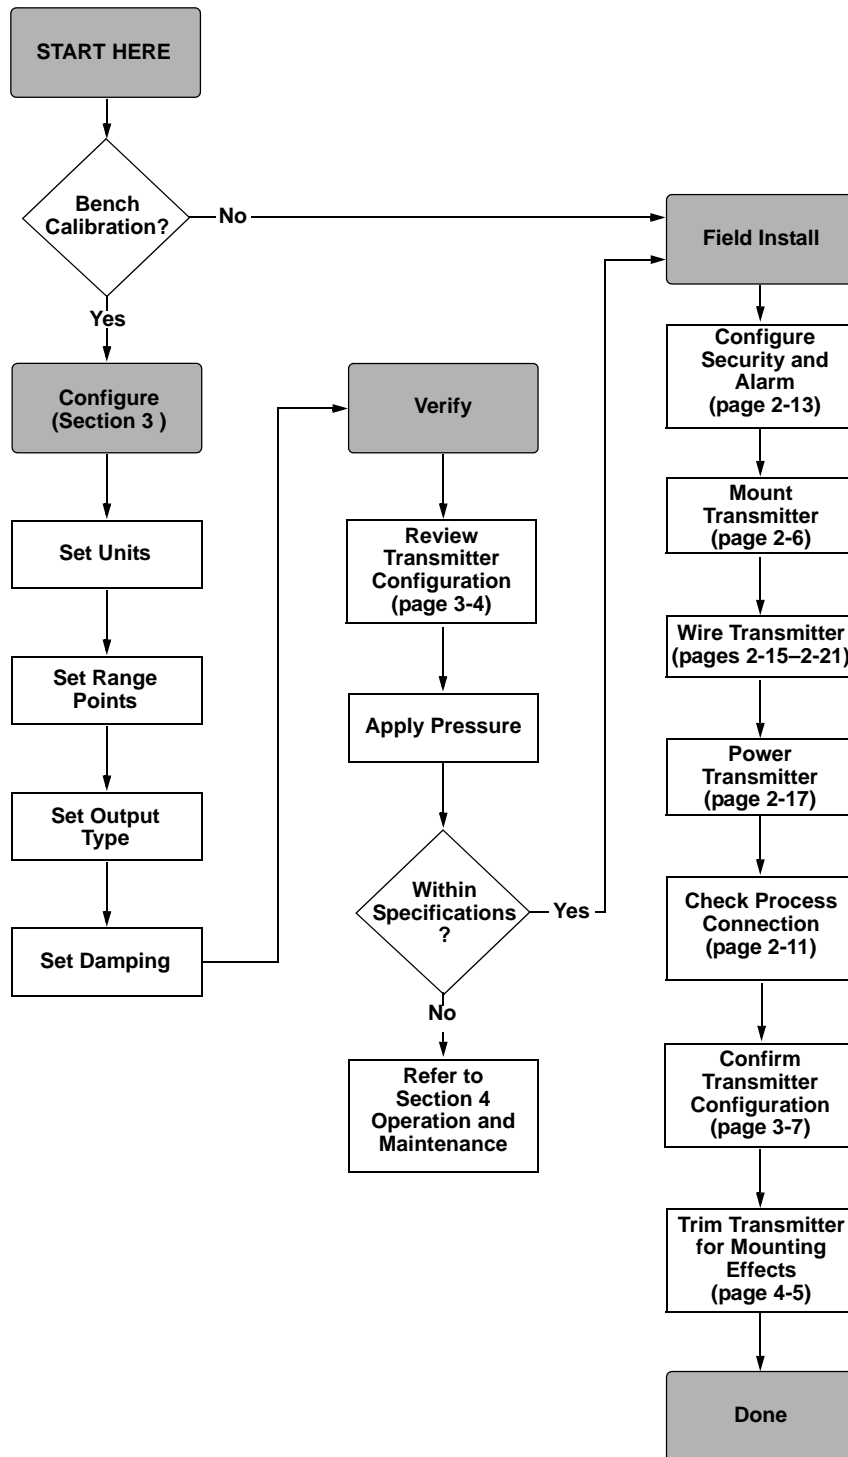 START HERE
Bench
Calibration?
No
Yes
Configure
(Section 3 )
Set Units
Set Range
Points
Set Output
Type
Set Damping
Verify
Review
Transmitter
Configuration
(page 3-4)
Apply Pressure
Within
Specifications
?
Yes
No
Refer to
Section 4
Operation and
Maintenance
Field Install
Configure
Security and
Alarm
(page 2-13)
Mount
Transmitter
(page 2-6)
Wire Transmitter
(pages 2-15–2-21)
Power
Transmitter
(page 2-17)
Check Process
Connection
(page 2-11)
Confirm
Transmitter
Configuration
(page 3-7)
Trim Transmitter
for Mounting
Effects
(page 4-5)
Done